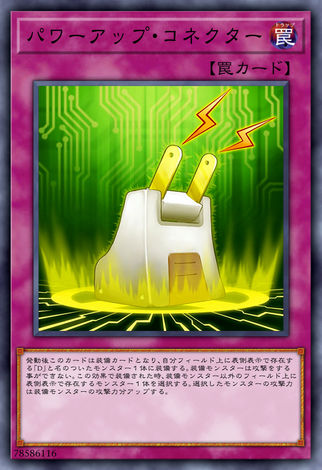 パワーアップ・コネクター
トラップ
罠
【罠カード】
発動後このカードは装備カードとなり、自分フィールド上に表側表示で存在す
る「D」と名のついたモンスター1体に装備する。装備モンスターは攻撃をする
事ができない。この効果で装備された時、装備モンスター以外のフィールド上に
表側表示で存在するモンスター1体を選択する。選択したモンスターの攻撃力
は装備モンスターの攻撃力分アップする。
78586116